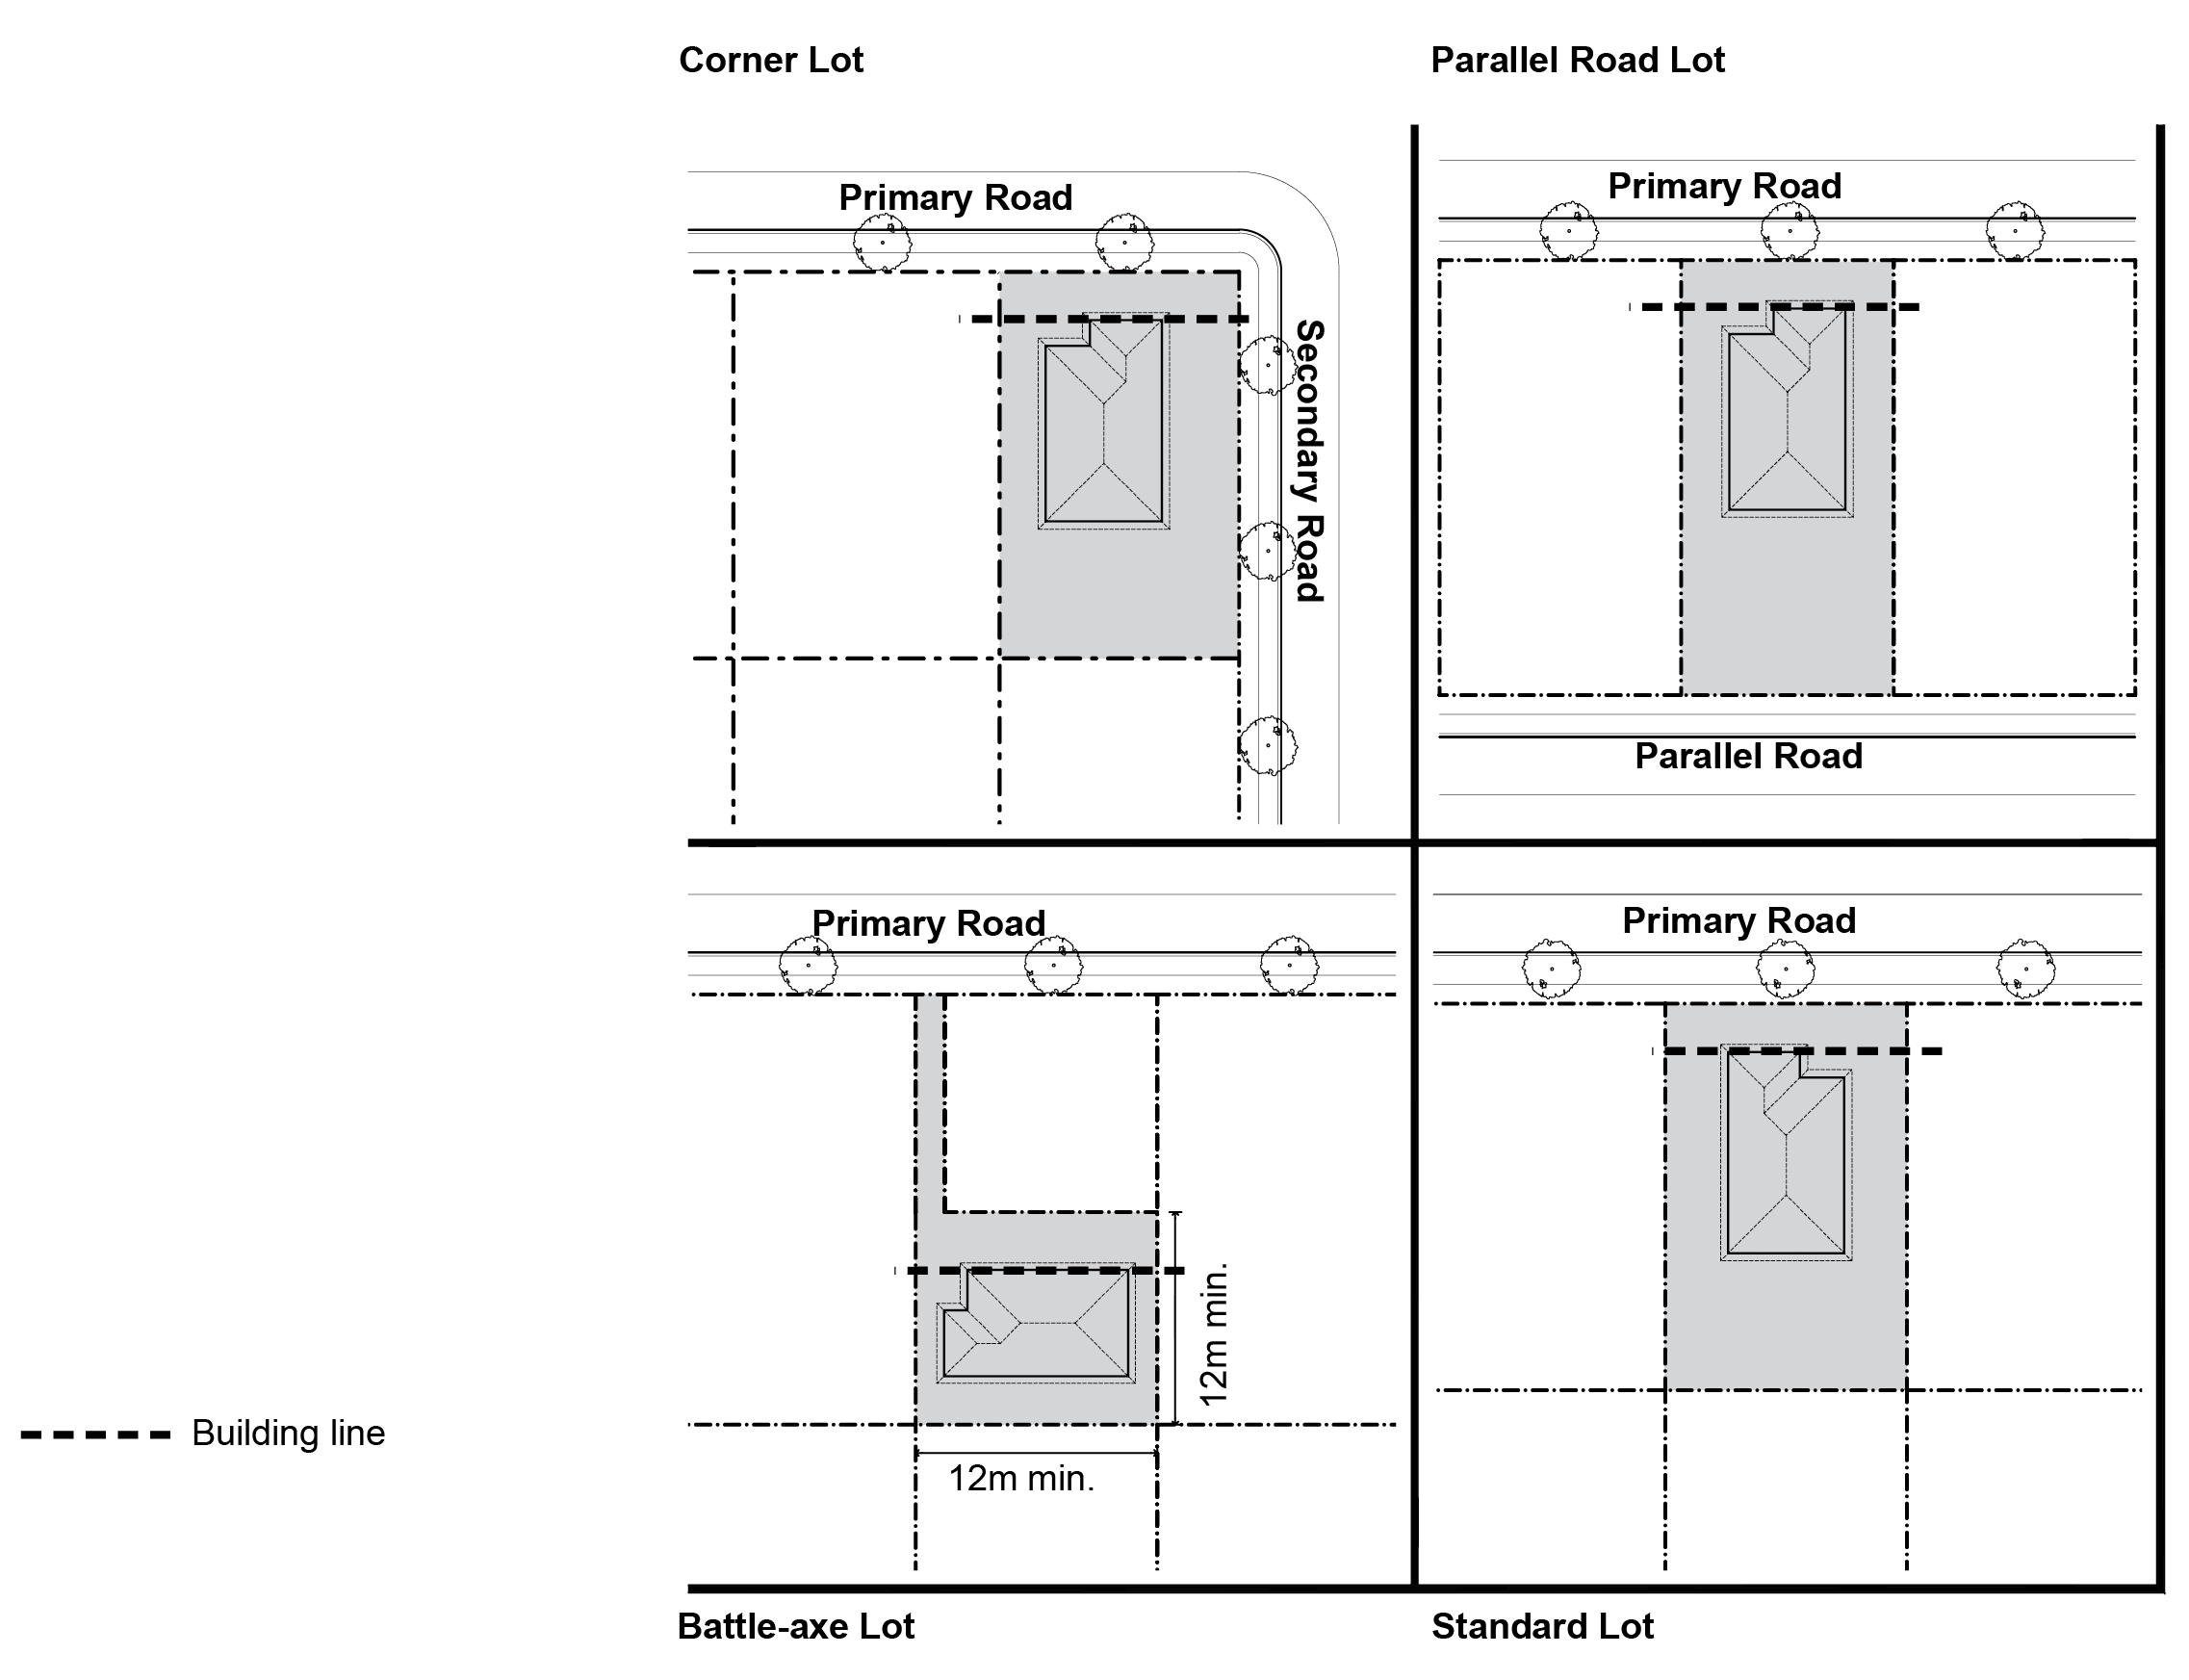 Corner Lot
Parallel Road Lot
Primary Road
Secondary Road
Primary Road
Parallel Road
Primary Road
12m min.
12m min.
Primary Road
Building line
Battle-axe Lot
Standard Lot